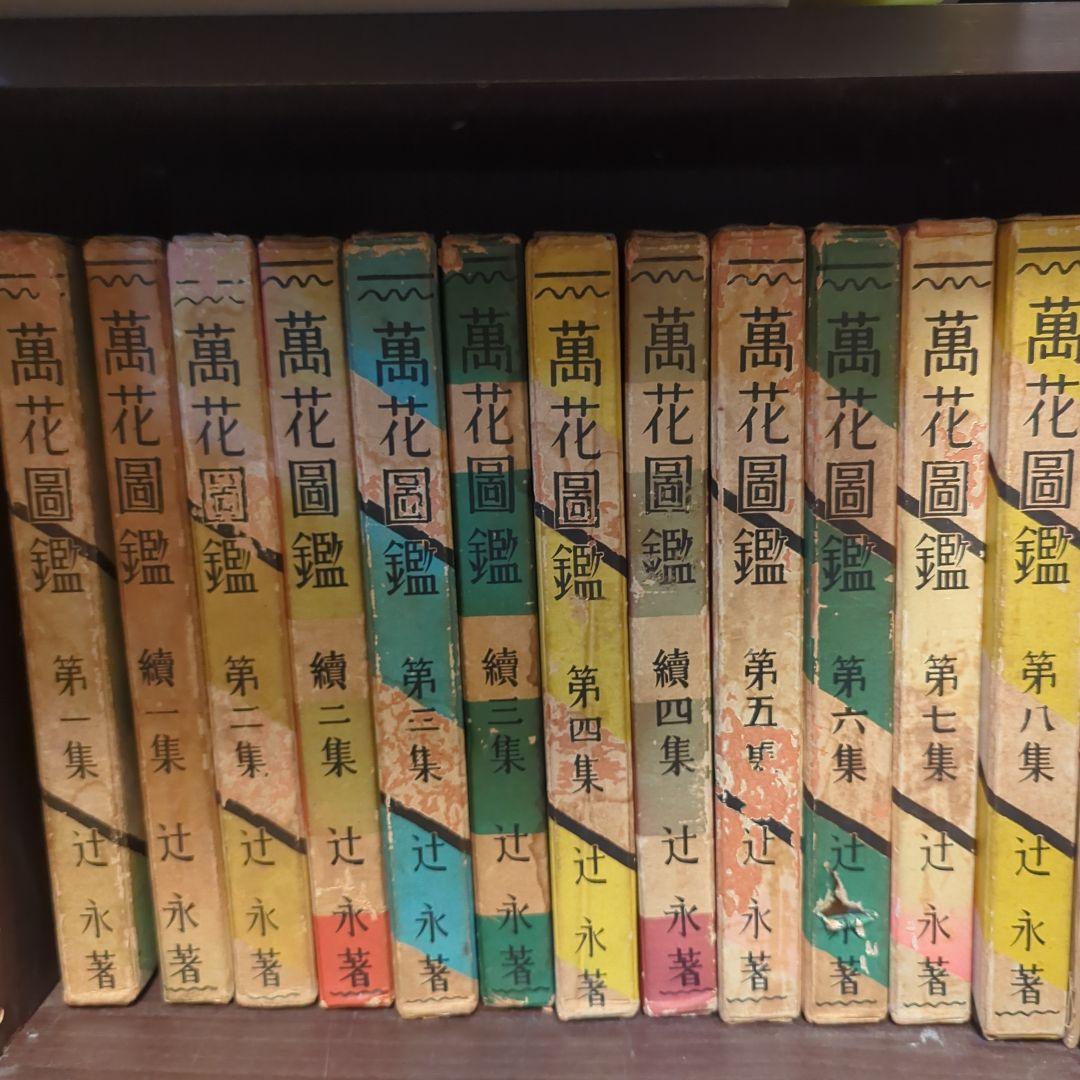 萬花圖鑑 第一集 辻永著
萬花圖鑑 續一集 辻永著
萬花圖鑑 第二集 辻永著
萬花圖鑑 續二集 辻永著
萬花圖鑑 第三集 辻永著
萬花圖鑑 續三集 辻永著
萬花圖鑑 第四集 辻永著
萬花圖鑑 續四集 辻永著
萬花圖鑑 第五集 辻永著
萬花圖鑑 第六集 辻永著
萬花圖鑑 第七集 辻永著
萬花圖鑑 第八集 辻永著